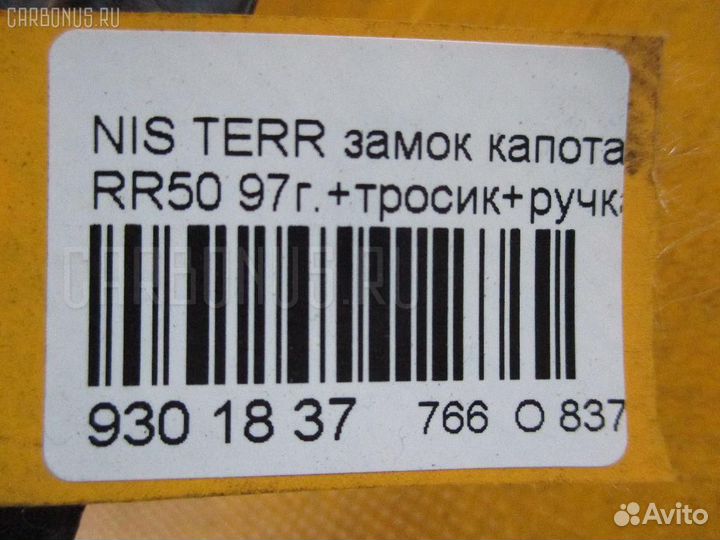 CARBONUS.RU
NIS TERR замок капота
RR50 97г.+тросик+ручка
CARBONUS.RU
930 18 37 766 O 837
Avito